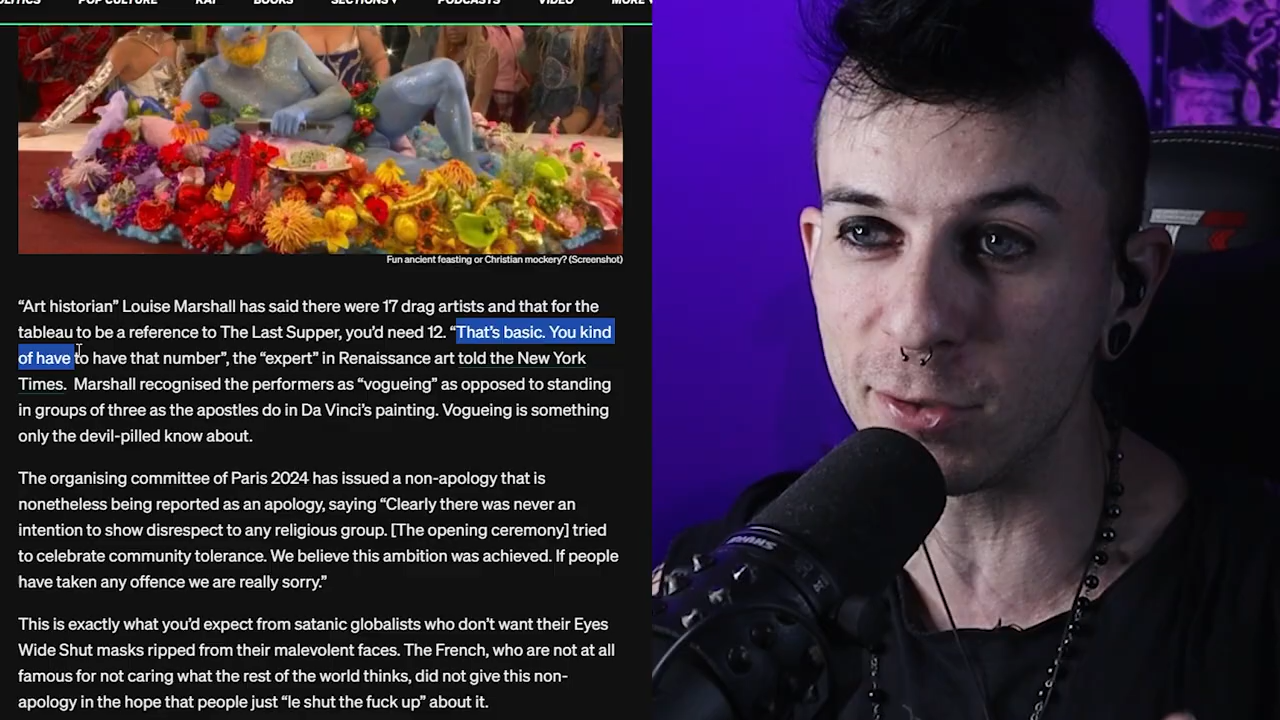 POLITICS POP CULTURE KAI BOOKS SECTIONS PODCASTS VIDEO MORE
Fun ancient feasting or Christian mockery? (Screenshot)
“Art historian” Louise Marshall has said there were 17 drag artists and that for the
tableau to be a reference to The Last Supper, you’d need 12. “That’s basic. You kind
of have to have that number”, the “expert” in Renaissance art told the New York
Times. Marshall recognised the performers as “vogueing” as opposed to standing
in groups of three as the apostles do in Da Vinci’s painting. Vogueing is something
only the devil-pilled know about.
The organising committee of Paris 2024 has issued a non-apology that is
nonetheless being reported as an apology, saying “Clearly there was never an
intention to show disrespect to any religious group. [The opening ceremony] tried
to celebrate community tolerance. We believe this ambition was achieved. If people
have taken any offence we are really sorry.”
This is exactly what you’d expect from satanic globalists who don’t want their Eyes
Wide Shut masks ripped from their malevolent faces. The French, who are not at all
famous for not caring what the rest of the world thinks, did not give this non-
apology in the hope that people just “le shut the fuck up” about it.
SHURE